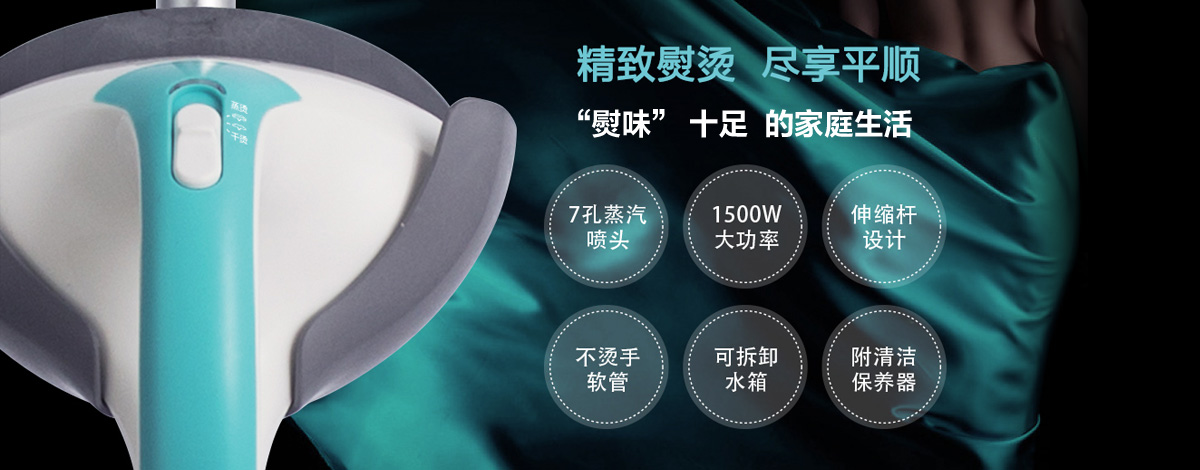 精致熨烫 尽享平顺
“熨味” 十足 的家庭生活
蒸烫
干烫
7孔蒸汽
喷头
1500W
大功率
伸缩杆
设计
不烫手
软管
可拆卸
水箱
附清洁
保养器